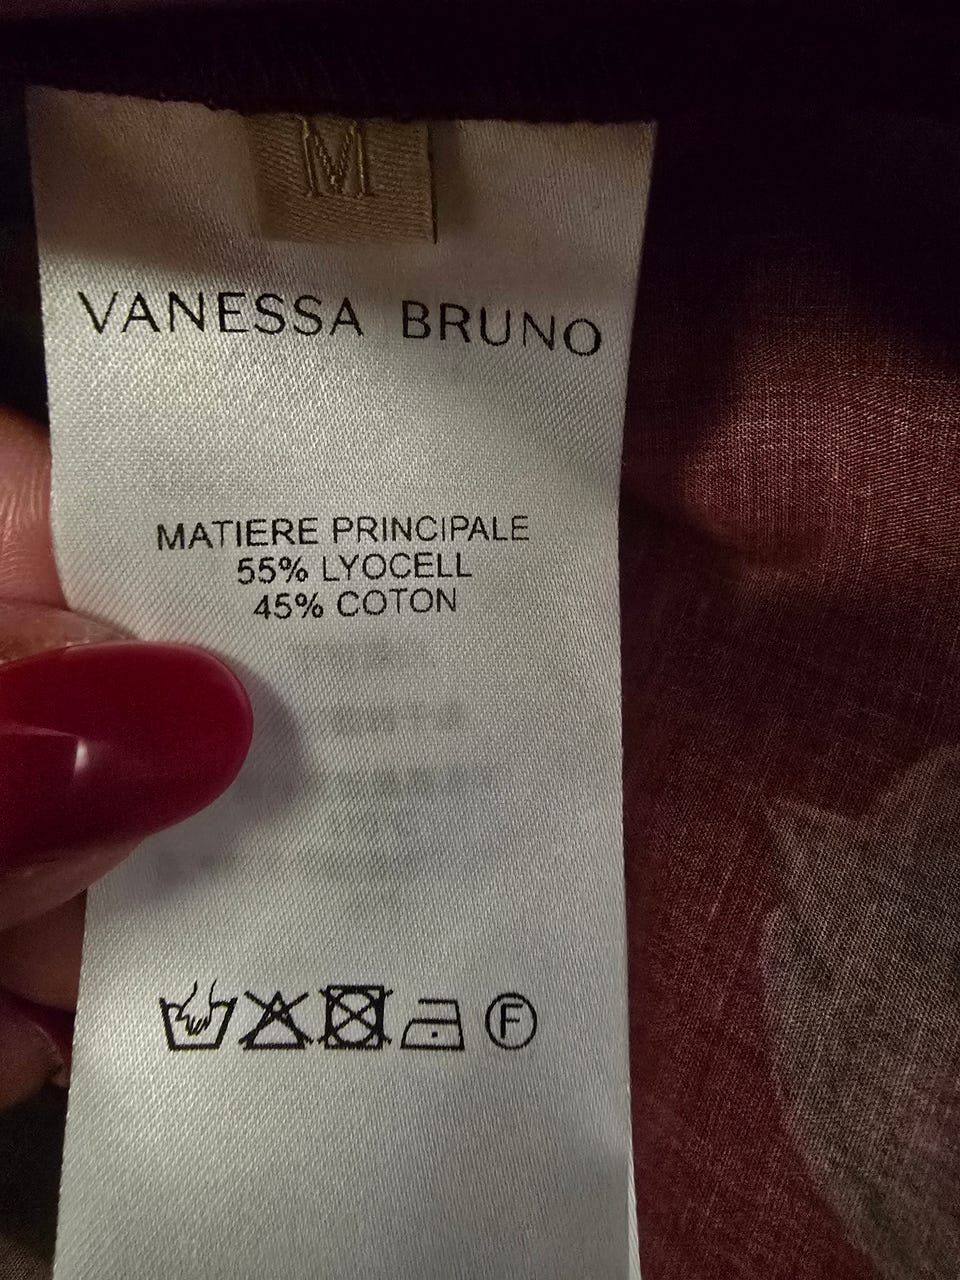 M
VANESSA BRUNO
MATIERE PRINCIPALE
55% LYOCELL
45% COTON
F